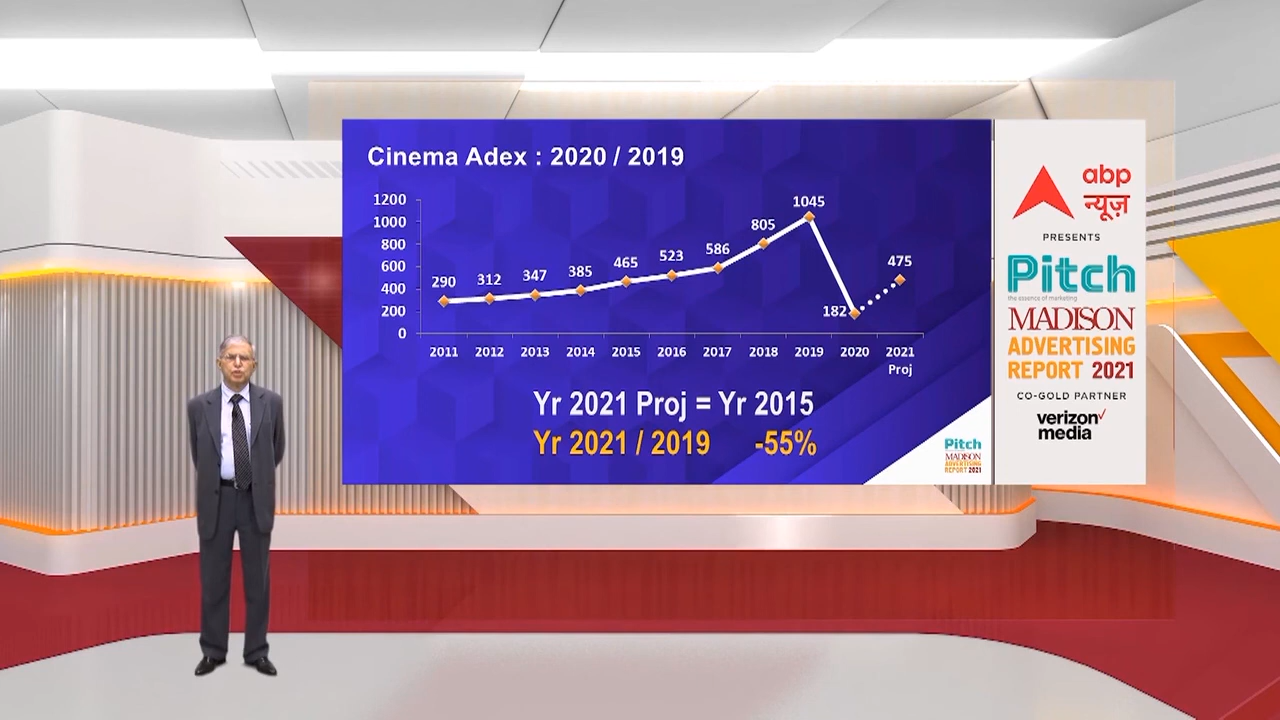 Cinema Adex : 2020 / 2019
1200
1000
800
600
400
200
0
290
312
347
385
465
523
586
805
1045
182
475
2011 2012 2013 2014 2015 2016 2017 2018 2019 2020 2021
Proj
Yr 2021 Proj = Yr 2015
Yr 2021 / 2019 -55%
Pitch
MADISON
ADVERTISING
REPORT 2021
abp
न्यूज़
PRESENTS
Pitch
the essence of marketing
MADISON
ADVERTISING
REPORT 2021
CO-GOLD PARTNER
verizon
media